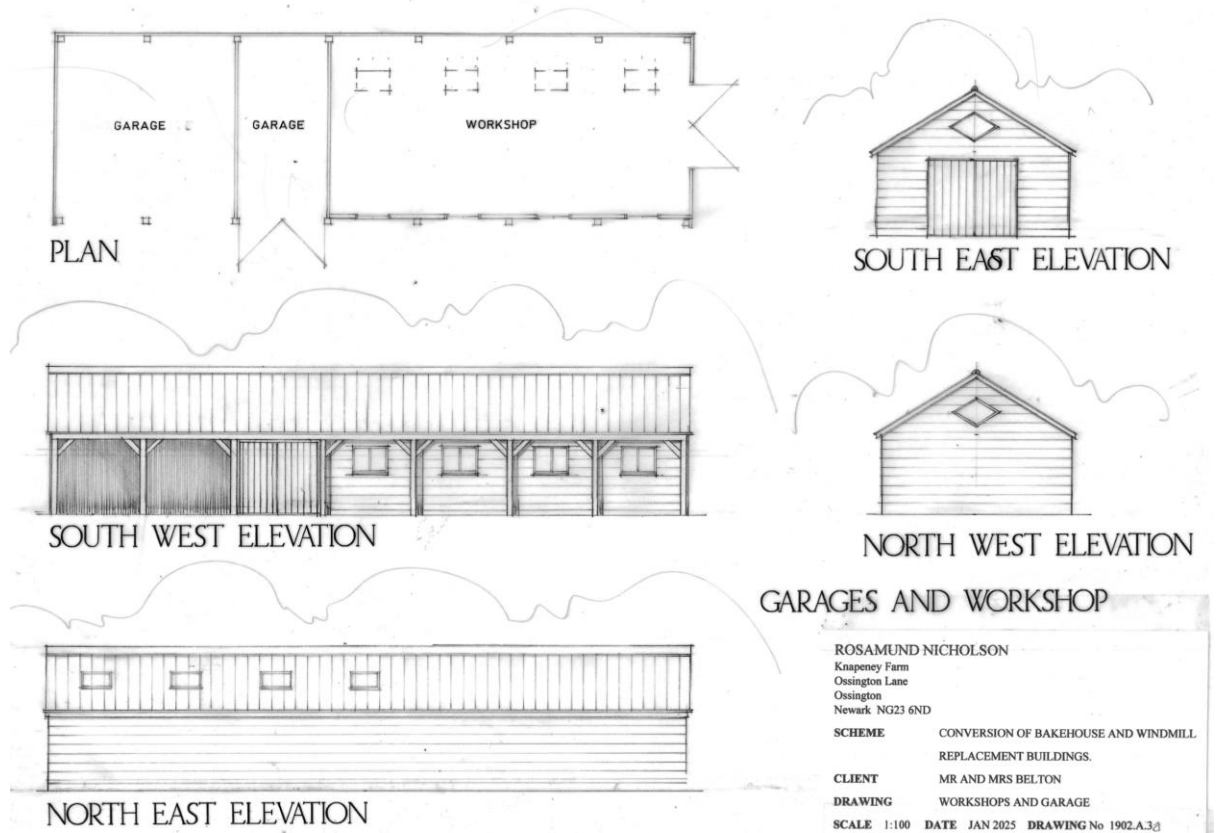 GARAGE
GARAGE
WORKSHOP
PLAN
SOUTH EAST ELEVATION
SOUTH WEST ELEVATION
NORTH WEST ELEVATION
NORTH EAST ELEVATION
GARAGES AND WORKSHOP
ROSAMUND NICHOLSON
Knapeney Farm
Ossington Lane
Ossington
Newark NG23 6ND
SCHEME CONVERSION OF BAKEHOUSE AND WINDMILL
REPLACEMENT BUILDINGS.
CLIENT MR AND MRS BELTON
DRAWING WORKSHOPS AND GARAGE
SCALE 1:100 DATE JAN 2025 DRAWING No 1902.A.3